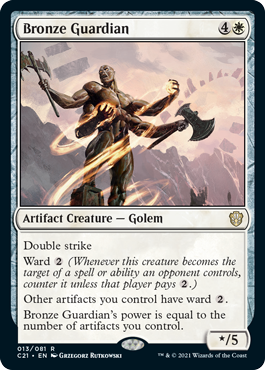 Bronze Guardian 4
Artifact Creature — Golem
Double strike
Ward 2 (Whenever this creature becomes the
target of a spell or ability an opponent controls,
counter it unless that player pays 2.)
Other artifacts you control have ward 2.
Bronze Guardian's power is equal to the
number of artifacts you control.
*/5
013/081 R
C21 • EN GRZEGORZ RUTKOWSKI ™ & © 2021 Wizards of the Coast